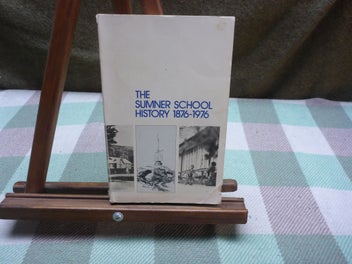 THE
SUMNER SCHOOL
HISTORY 1876-1976